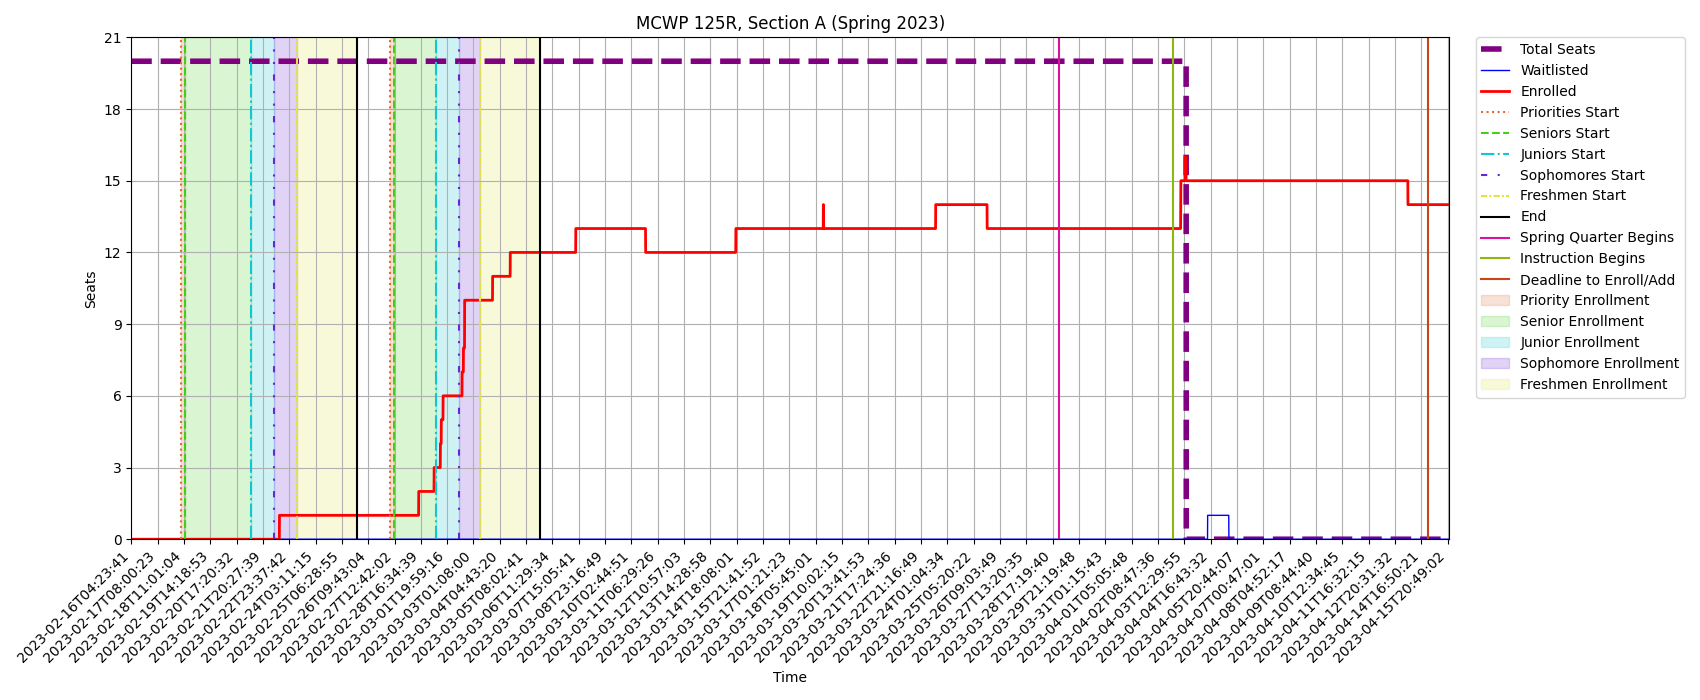 MCWP 125R, Section A (Spring 2023)
21
18
15
12
9
6
3
0
Seats
2023-02-16T04:23:41
2023-02-17T08:00:23
2023-02-18T11:01:04
2023-02-19T14:18:53
2023-02-20T17:20:32
2023-02-21T20:27:39
2023-02-22T23:37:42
2023-02-24T03:11:15
2023-02-25T06:28:55
2023-02-26T09:43:04
2023-02-27T12:42:02
2023-02-28T16:34:39
2023-03-01T19:59:16
2023-03-03T01:08:00
2023-03-04T04:43:20
2023-03-05T08:02:41
2023-03-06T11:29:34
2023-03-07T15:05:41
2023-03-08T23:16:49
2023-03-10T02:44:51
2023-03-11T06:29:26
2023-03-12T10:57:03
2023-03-13T14:28:58
2023-03-14T18:08:01
2023-03-15T21:41:52
2023-03-17T01:21:23
2023-03-18T05:45:01
2023-03-19T10:02:15
2023-03-20T13:41:53
2023-03-21T17:24:36
2023-03-22T21:16:49
2023-03-24T01:04:34
2023-03-25T05:20:22
2023-03-26T09:03:49
2023-03-27T13:20:35
2023-03-28T17:19:40
2023-03-29T21:19:48
2023-03-31T01:15:43
2023-04-01T05:05:48
2023-04-02T08:47:36
2023-04-03T12:29:55
2023-04-04T16:43:32
2023-04-05T20:44:07
2023-04-07T00:47:01
2023-04-08T04:52:17
2023-04-09T08:44:40
2023-04-10T12:34:45
2023-04-11T16:32:15
2023-04-12T20:31:32
2023-04-14T16:50:21
2023-04-15T20:49:02
Time
Total Seats
Waitlisted
Enrolled
Priorities Start
Seniors Start
Juniors Start
Sophomores Start
Freshmen Start
End
Spring Quarter Begins
Instruction Begins
Deadline to Enroll/Add
Priority Enrollment
Senior Enrollment
Junior Enrollment
Sophomore Enrollment
Freshmen Enrollment